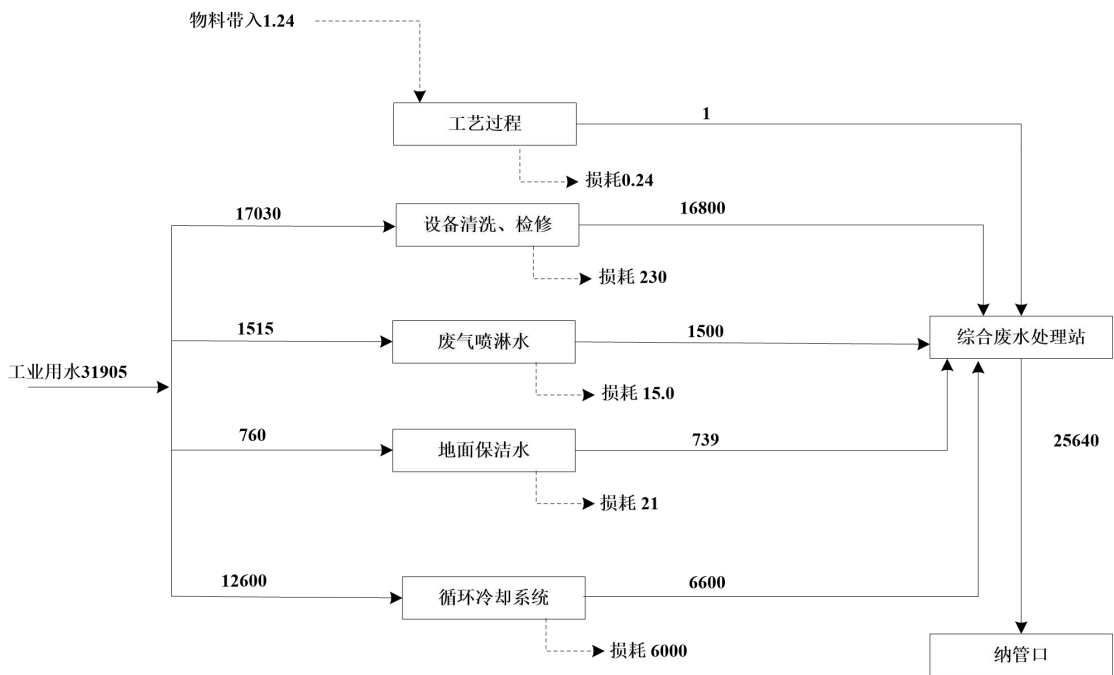 物料带入1.24
工艺过程
1
损耗0.24
17030
设备清洗、检修
16800
损耗 230
1515
废气喷淋水
1500
综合废水处理站
工业用水31905
损耗 15.0
760
地面保洁水
739
25640
损耗 21
12600
循环冷却系统
6600
损耗 6000
纳管口